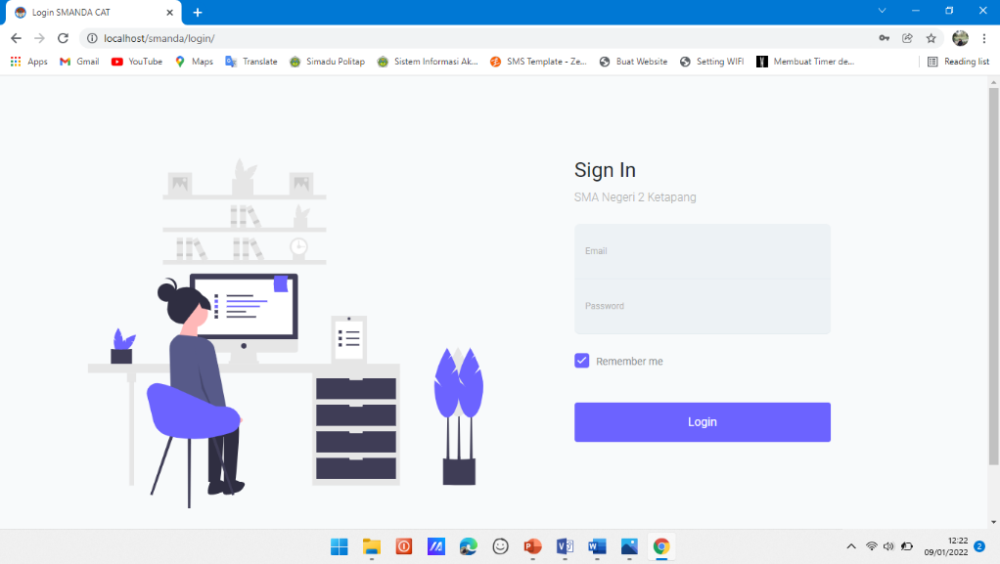 Login SMANDA CAT
localhost/smanda/login/
Apps Gmail YouTube Maps Translate Simadu Politap Sistem Informasi Ak... SMS Template - Ze... Buat Website Setting WIFI Membuat Timer de... Reading list
Sign In
SMA Negeri 2 Ketapang
Email
Password
Remember me
Login
12:22
09/01/2022
2